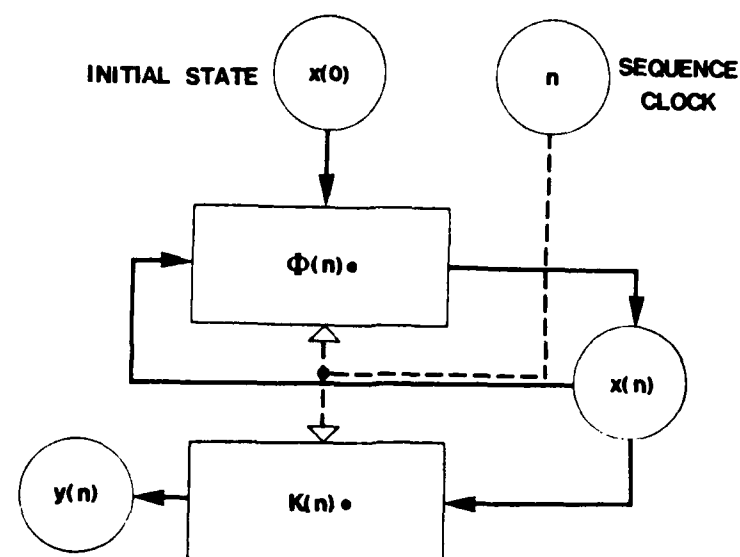 INITIAL STATE
x(0)
n
SEQUENCE
CLOCK
Φ(n)•
x(n)
y(n)
K(n)•